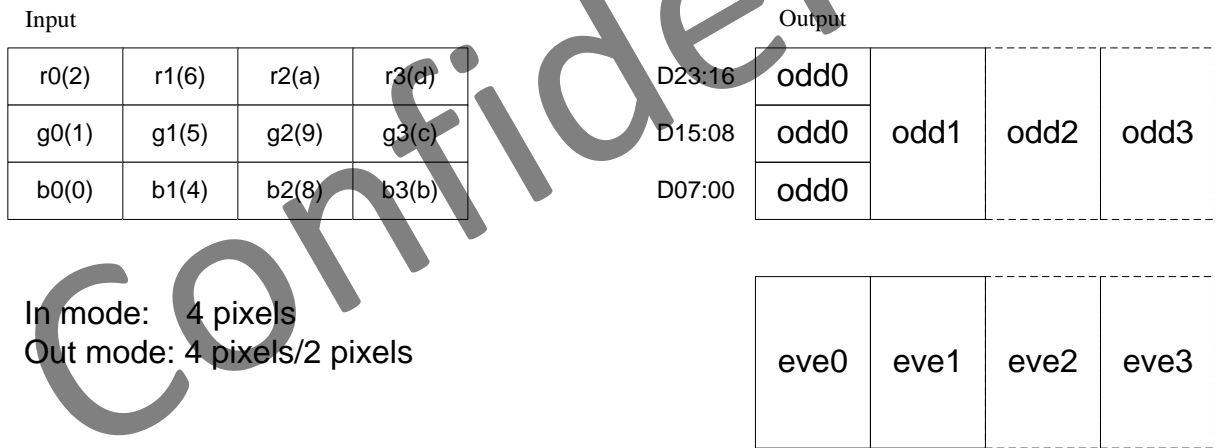 Input
Output
r0(2) r1(6) r2(a) r3(d)
D23:16 odd0
g0(1) g1(5) g2(9) g3(c)
D15:08 odd0 odd1 odd2 odd3
b0(0) b1(4) b2(8) b3(b)
D07:00 odd0
In mode: 4 pixels
Out mode: 4 pixels/2 pixels
eve0 eve1 eve2 eve3